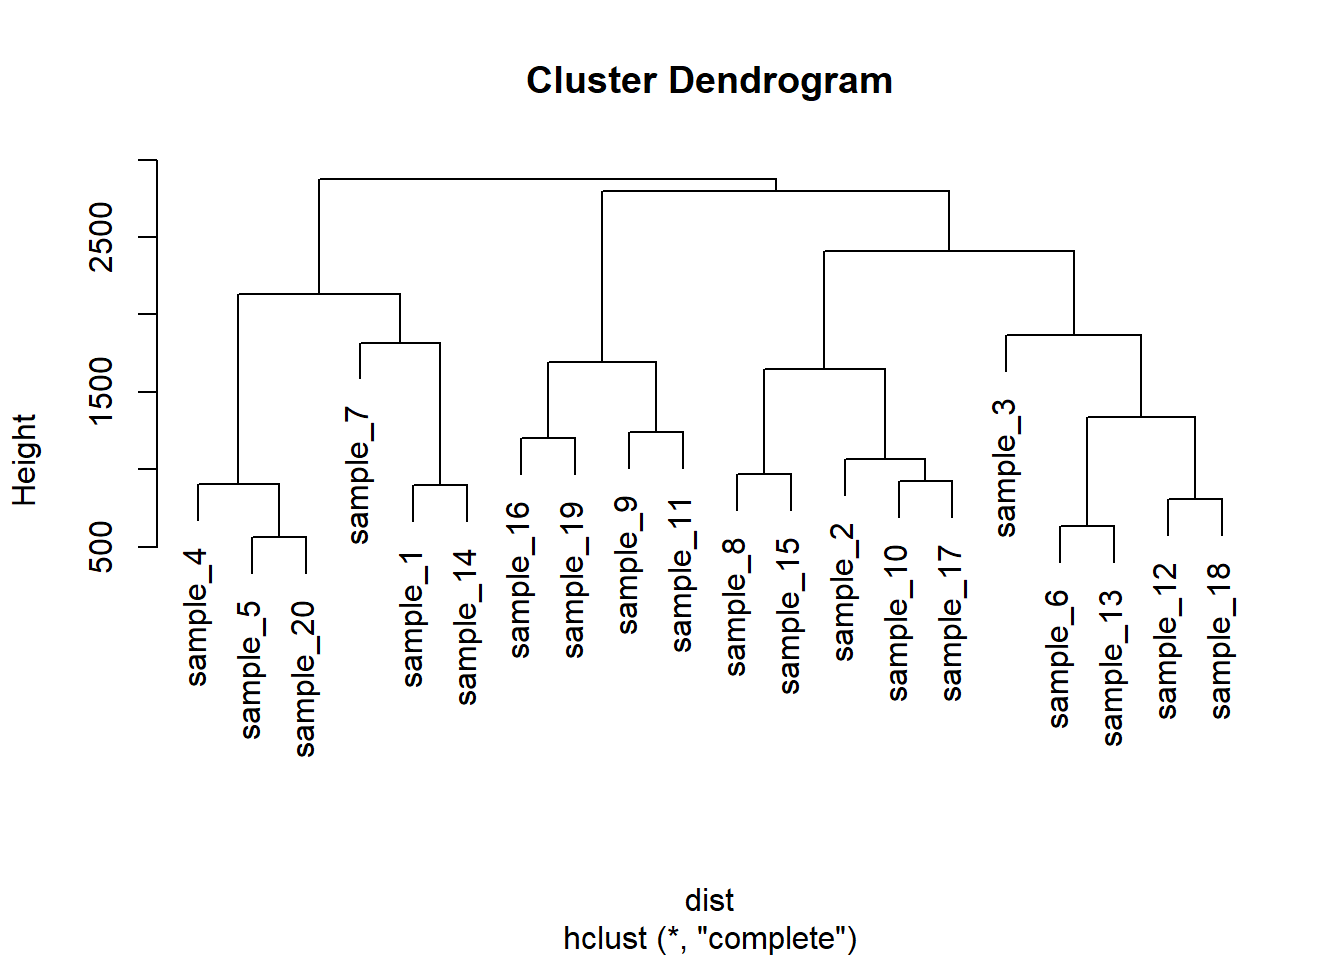 Cluster Dendrogram
Height
2500
1500
500
sample_4
sample_5
sample_20
sample_7
sample_1
sample_14
sample_16
sample_19
sample_9
sample_11
sample_8
sample_15
sample_2
sample_10
sample_17
sample_3
sample_6
sample_13
sample_12
sample_18
dist
hclust (*, "complete")